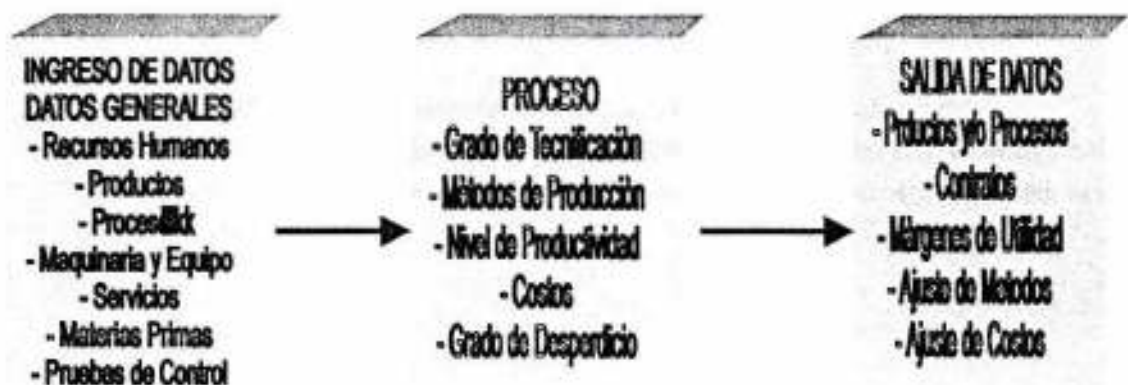 INGRESO DE DATOS
DATOS GENERALES
- Recursos Humanos
- Productos
- Maquinaria y Equipo
- Servicios
- Materias Primas
- Pruebas de Control
PROCESO
- Grado de Tecnificación
- Métodos de Producción
- Nivel de Productividad
- Costos
- Grado de Desperdicio
SALIDA DE DATOS
- Prductos y/o Procesos
- Contratos
- Márgenes de Utilidad
- Ajuste de Metodos
- Ajuste de Costos